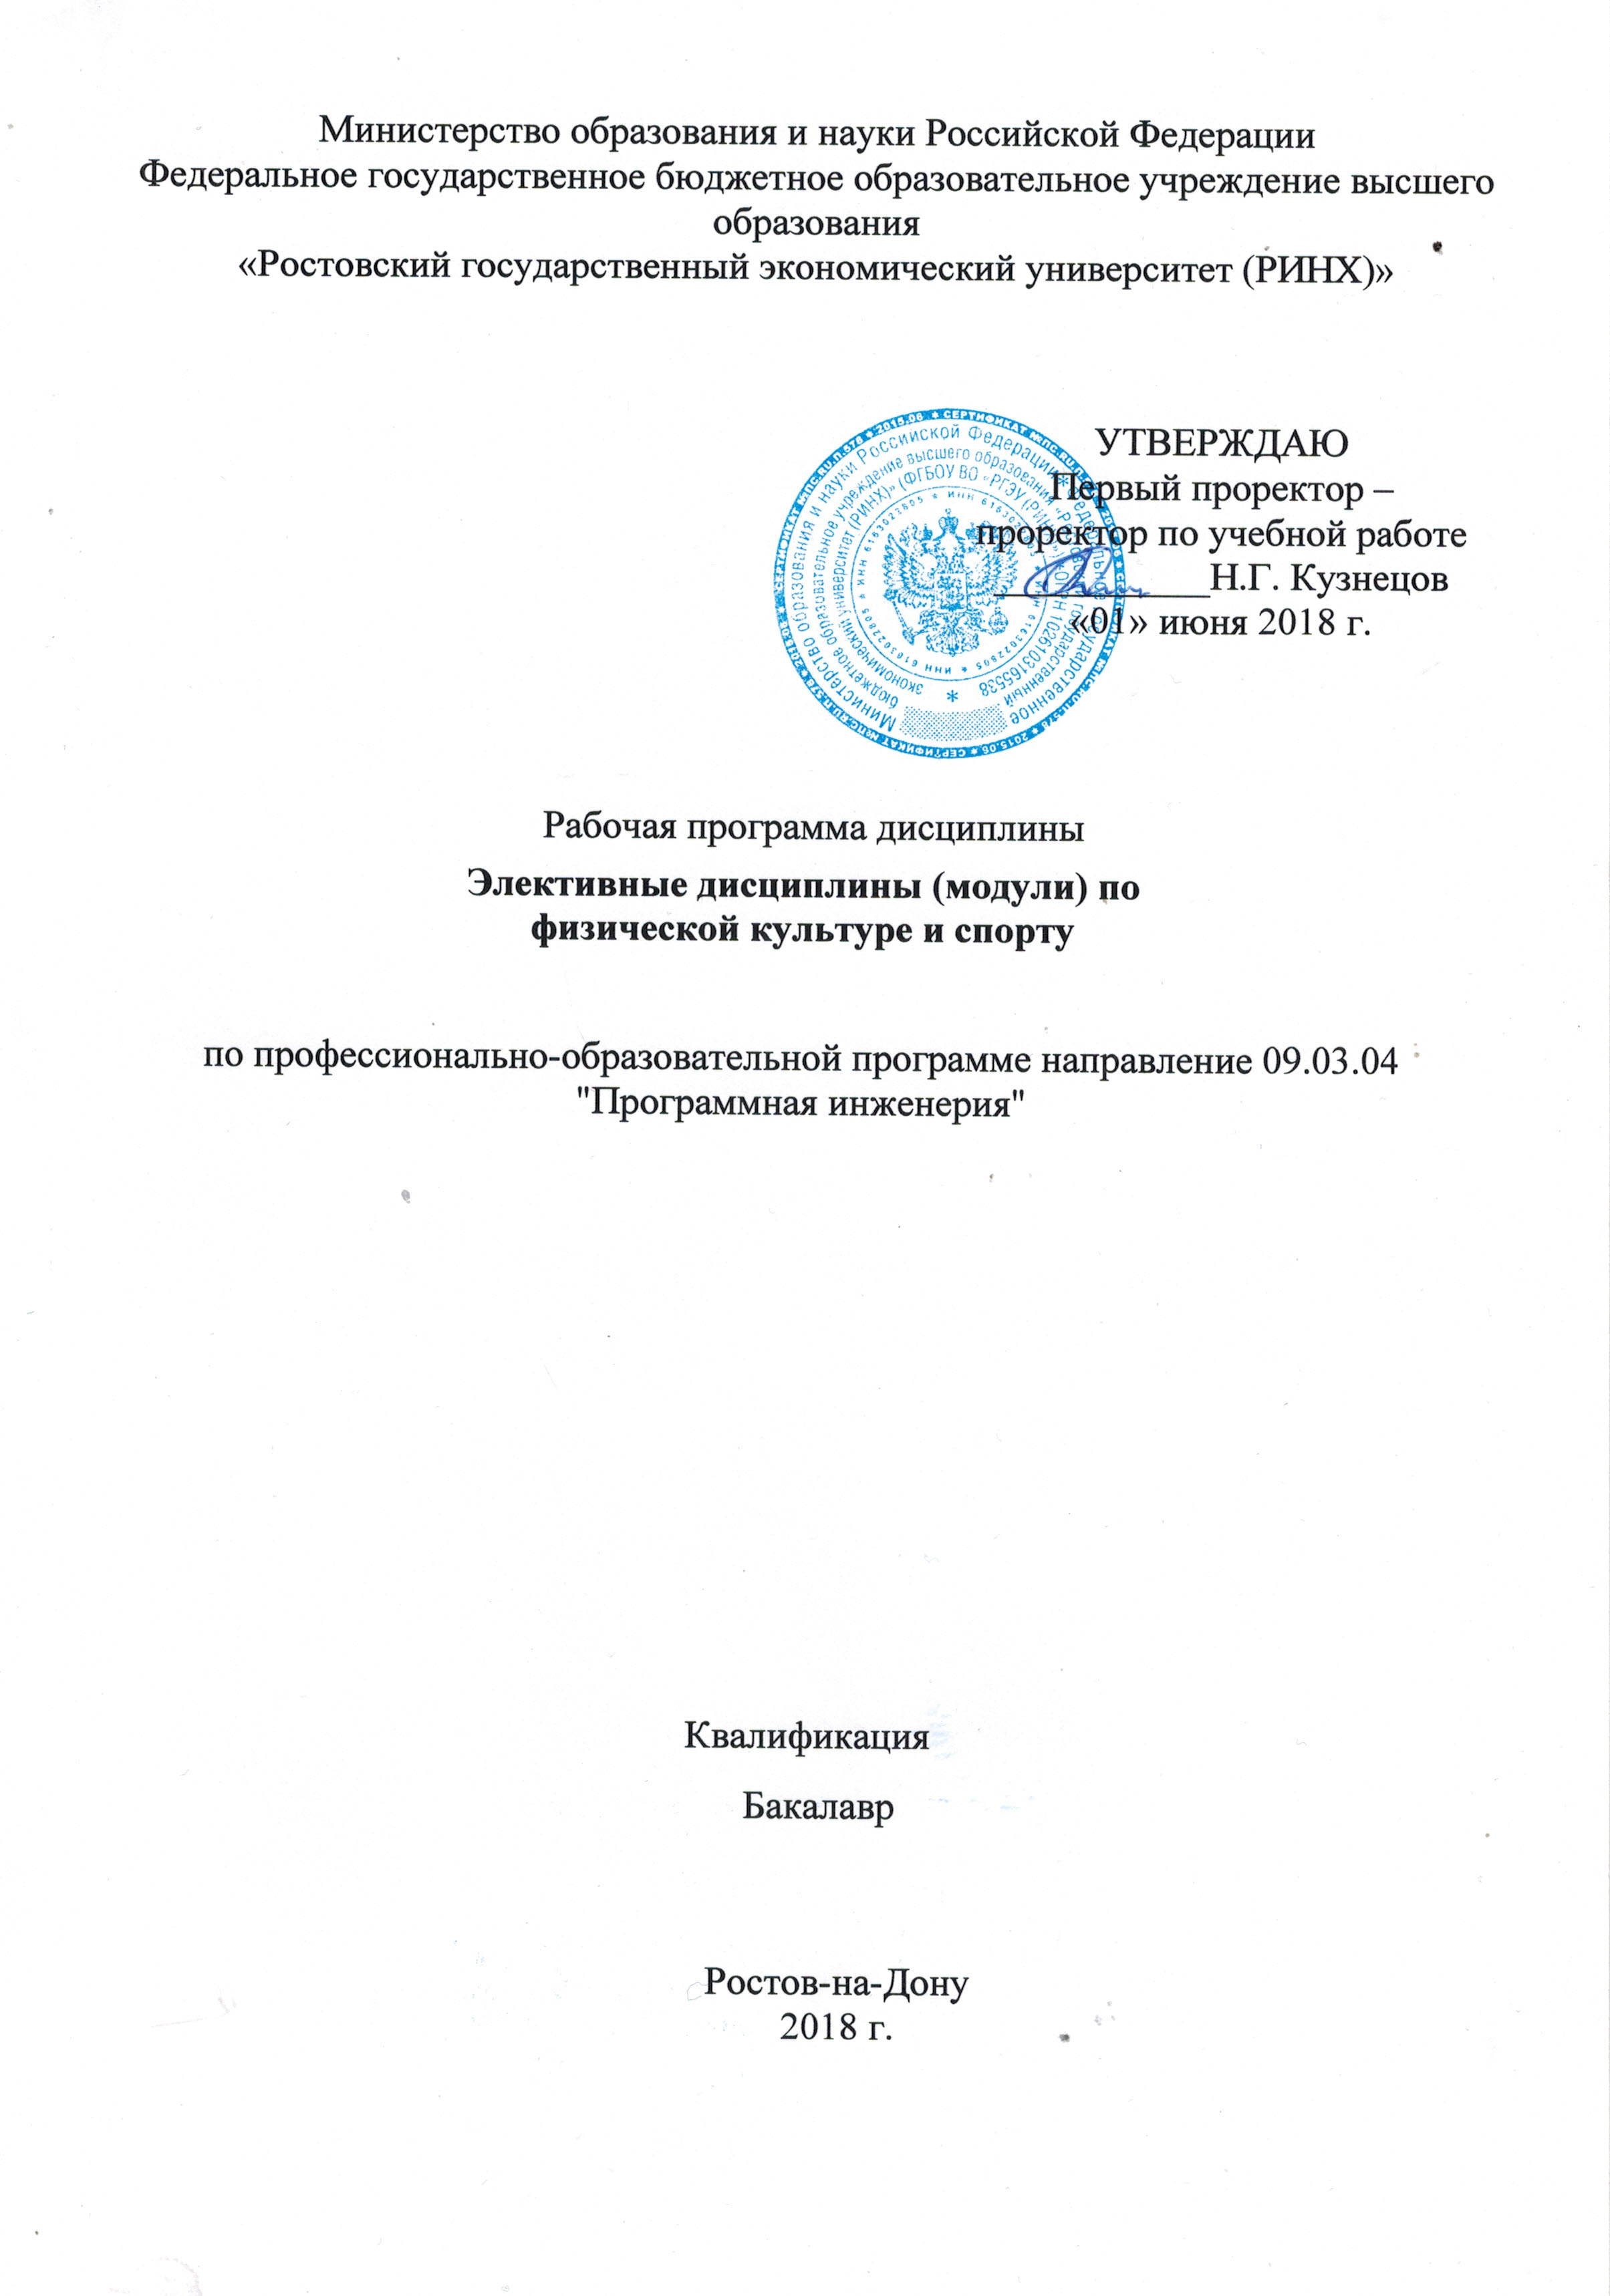 Министерство образования и науки Российской Федерации
Федеральное государственное бюджетное образовательное учреждение высшего
образования
«Ростовский государственный экономический университет (РИНХ)»
УТВЕРЖДАЮ
Первый проректор –
проректор по учебной работе
Н.Г. Кузнецов
«01» июня 2018 г.
Рабочая программа дисциплины
Элективные дисциплины (модули) по
физической культуре и спорту
по профессионально-образовательной программе направление 09.03.04
"Программная инженерия"
Квалификация
Бакалавр
Ростов-на-Дону
2018 г.